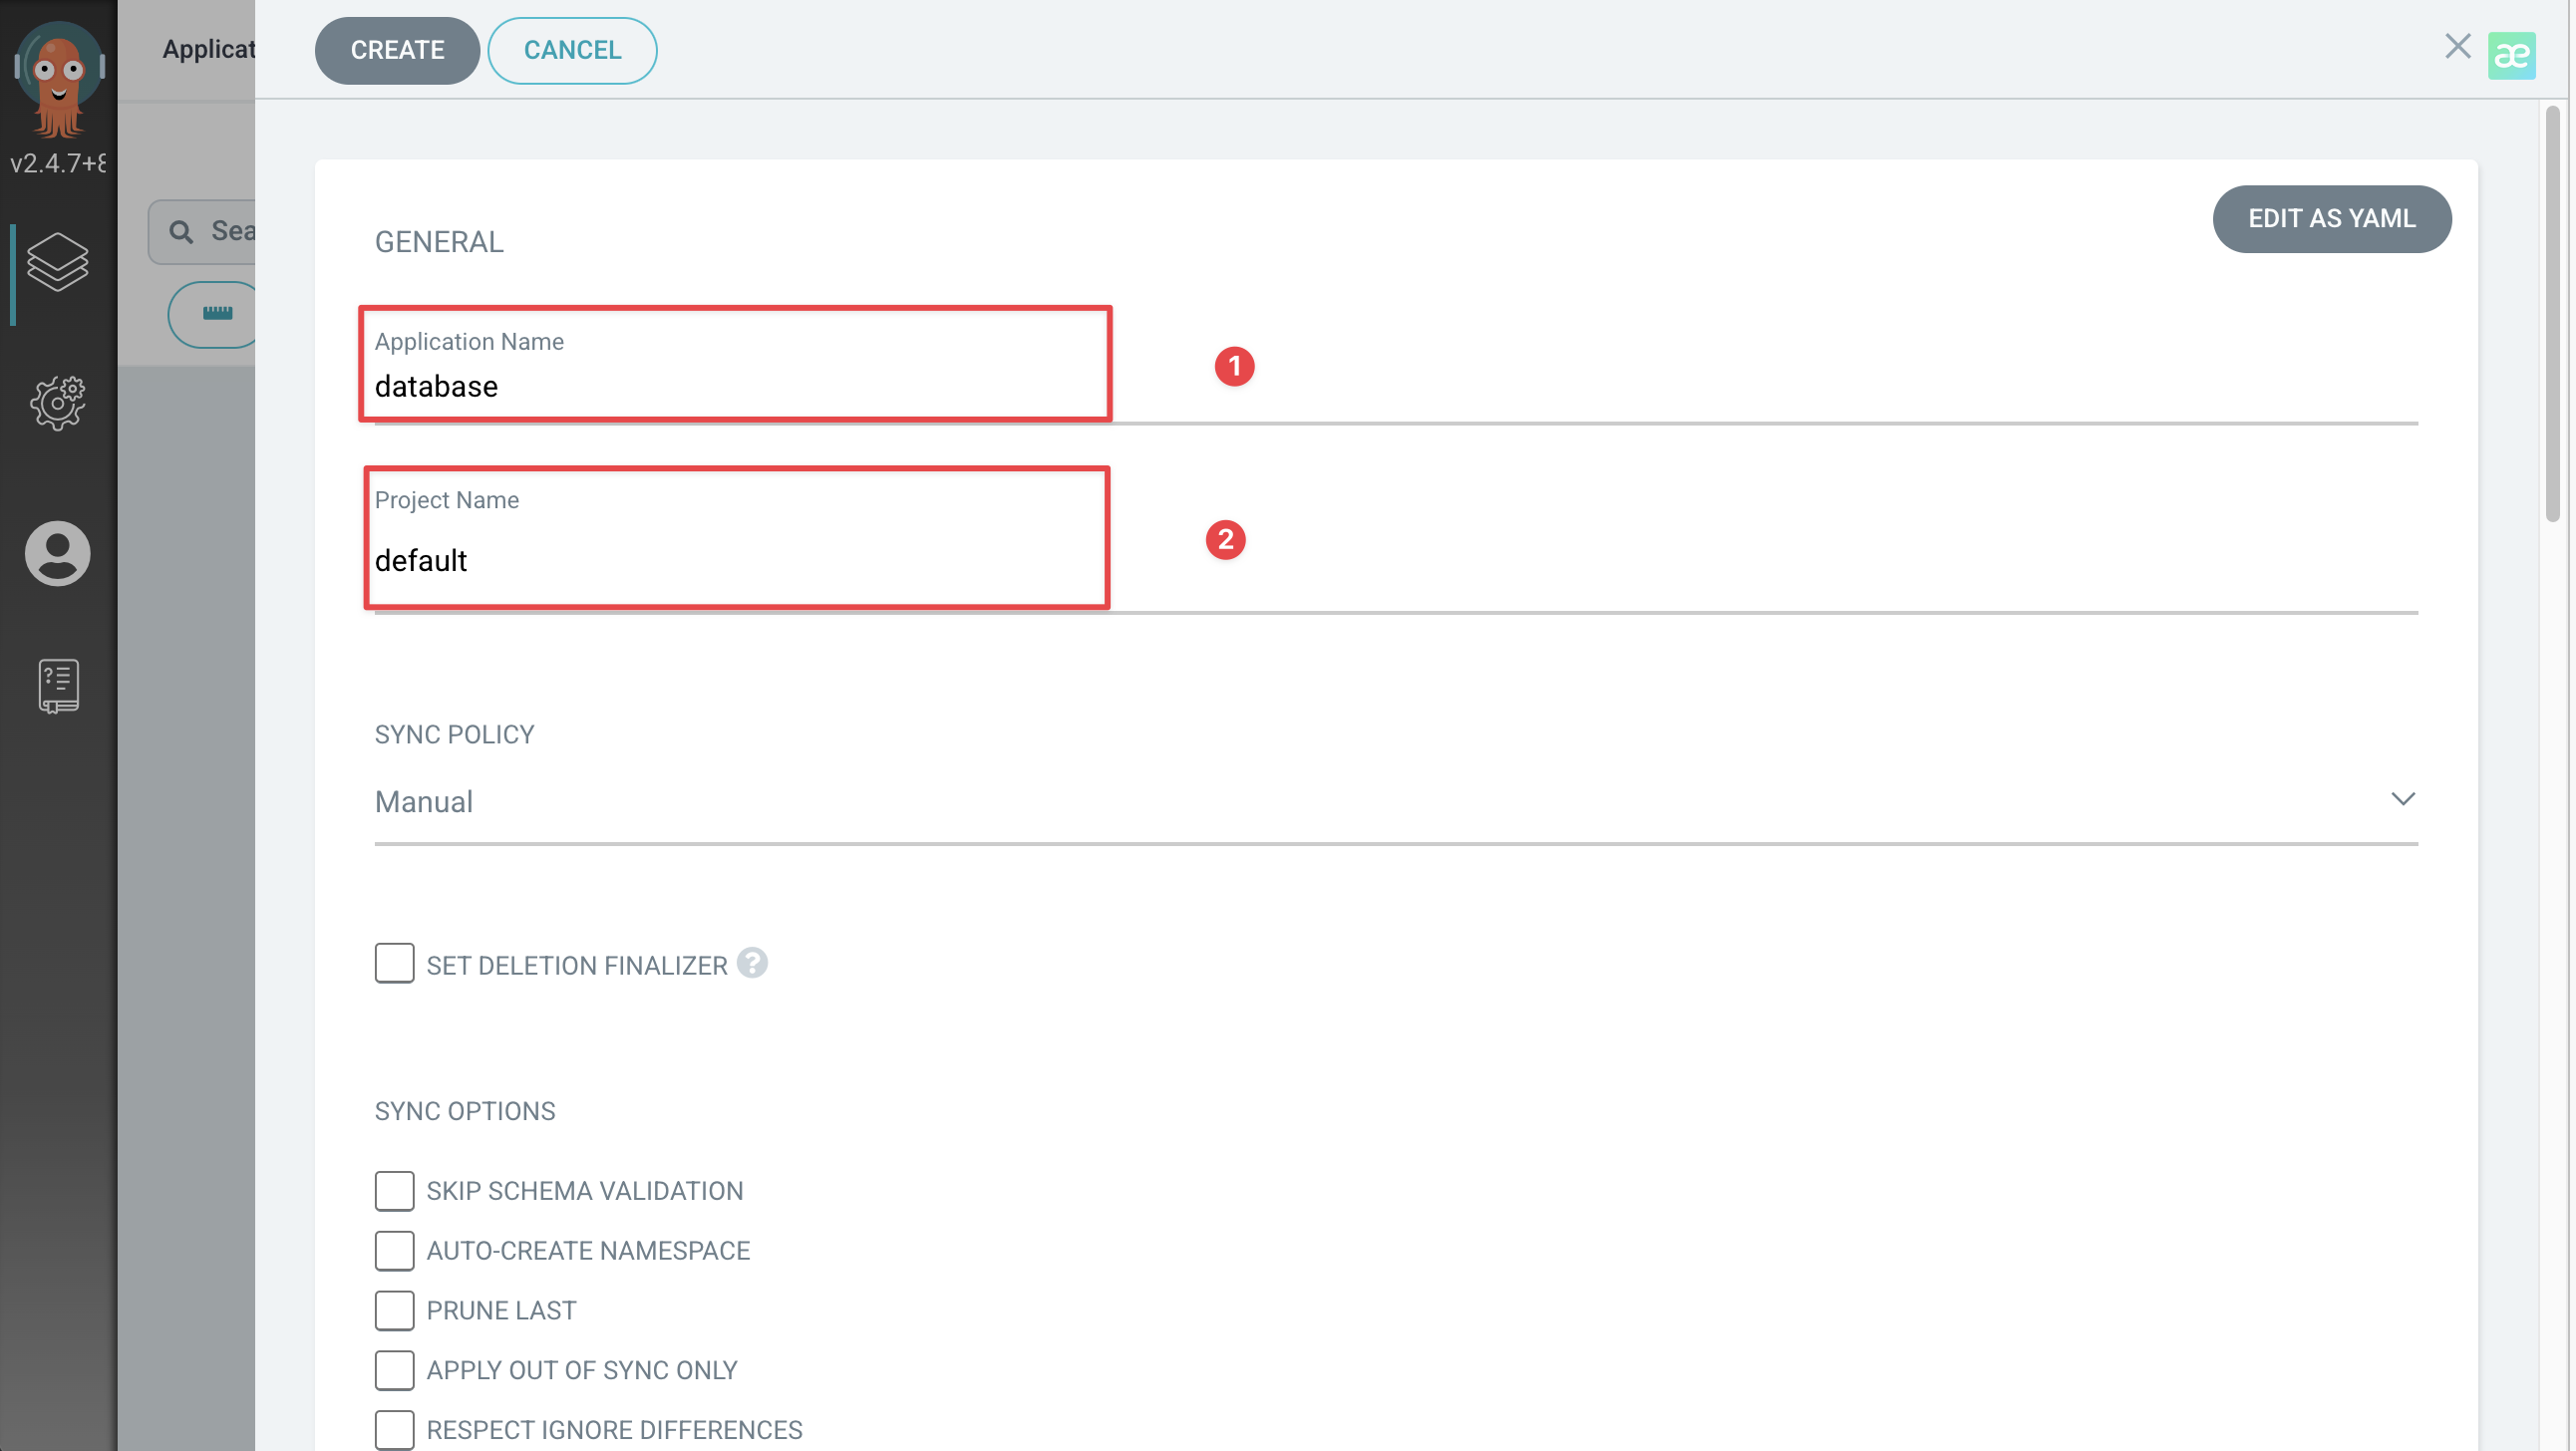 Applicat
CREATE
CANCEL
æ
v2.4.7+8
Sea
GENERAL
EDIT AS YAML
Application Name
database
1
Project Name
default
2
SYNC POLICY
Manual
SET DELETION FINALIZER ?
SYNC OPTIONS
SKIP SCHEMA VALIDATION
AUTO-CREATE NAMESPACE
PRUNE LAST
APPLY OUT OF SYNC ONLY
RESPECT IGNORE DIFFERENCES